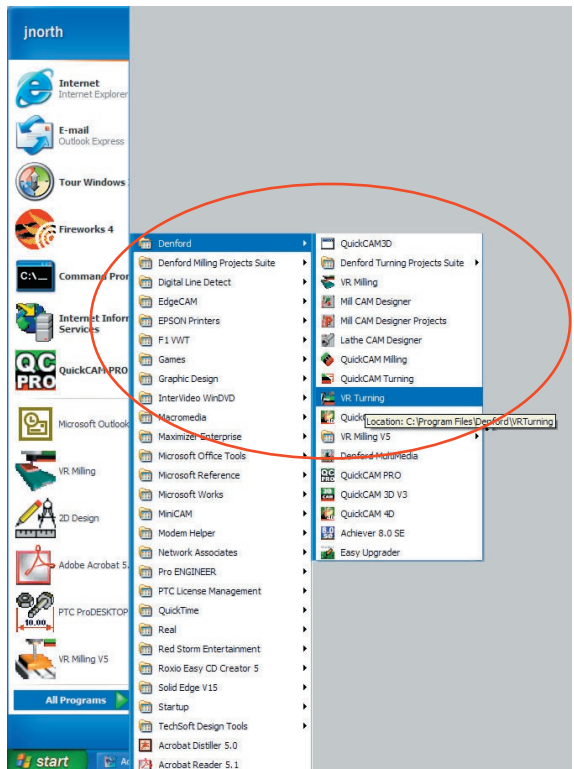 jnorth
Internet
Internet Explorer
E-mail
Outlook Express
Tour Windows
Fireworks 4
C:\_
Command Pror
Internet Inforr
Services
QC
PRO
QuickCAM PRO
Microsoft Outlook
VR Milling
2D Design
Adobe Acrobat 5.
10.00
PTC ProDESKTOP
VR Milling V5
All Programs
start
Denford
Denford Milling Projects Suite
Digital Line Detect
EdgeCAM
EPSON Printers
F1 VWT
Games
Graphic Design
InterVideo WinDVD
Macromedia
Maximizer Enterprise
Microsoft Office Tools
Microsoft Reference
Microsoft Works
MiniCAM
Modem Helper
Network Associates
Pro ENGINEER
PTC License Management
QuickTime
Real
Red Storm Entertainment
Roxio Easy CD Creator 5
Solid Edge V15
Startup
TechSoft Design Tools
Acrobat Distiller 5.0
Acrobat Reader 5.1
QuickCAM3D
Denford Turning Projects Suite
VR Milling
Mill CAM Designer
Mill CAM Designer Projects
Lathe CAM Designer
QuickCAM Milling
QuickCAM Turning
VR Turning
Quick
Location: C:\Program Files\Denford\VRTurning
VR Milling V5
Denford MultiMedia
QuickCAM PRO
QuickCAM 3D V3
QuickCAM 4D
Achiever 8.0 SE
Easy Upgrader